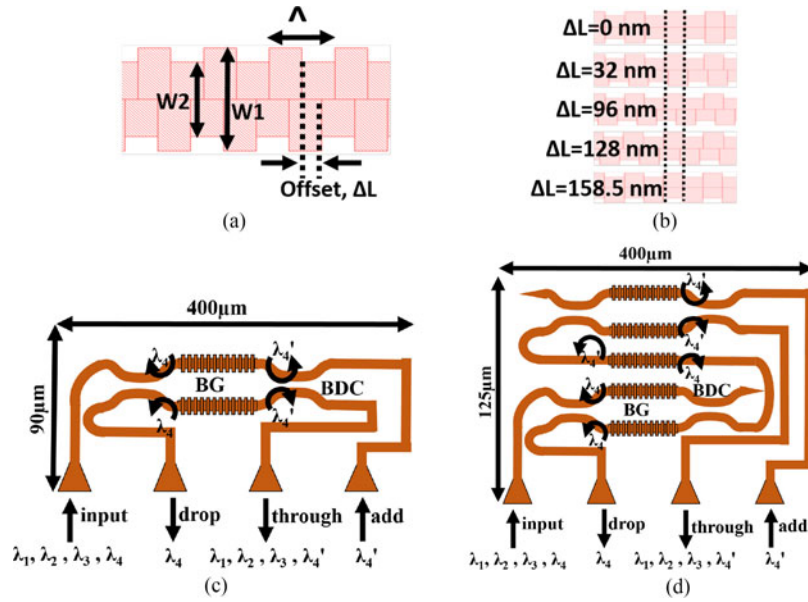 Λ
W2
W1
Offset, ΔL
(a)
ΔL=0 nm
ΔL=32 nm
ΔL=96 nm
ΔL=128 nm
ΔL=158.5 nm
(b)
400μm
90μm
λ₄
λ₄'
BG
BDC
λ₄
λ₄'
input
drop
through
add
λ₁, λ₂ , λ₃ , λ₄
λ₄
λ₁, λ₂ , λ₃ , λ₄'
λ₄'
(c)
400μm
125μm
λ₄'
λ₄'
λ₄'
λ₄'
λ₄
BDC
BG
λ₄
input
drop
through
add
λ₁, λ₂ , λ₃ , λ₄
λ₄
λ₁, λ₂ , λ₃ , λ₄'
λ₄'
(d)